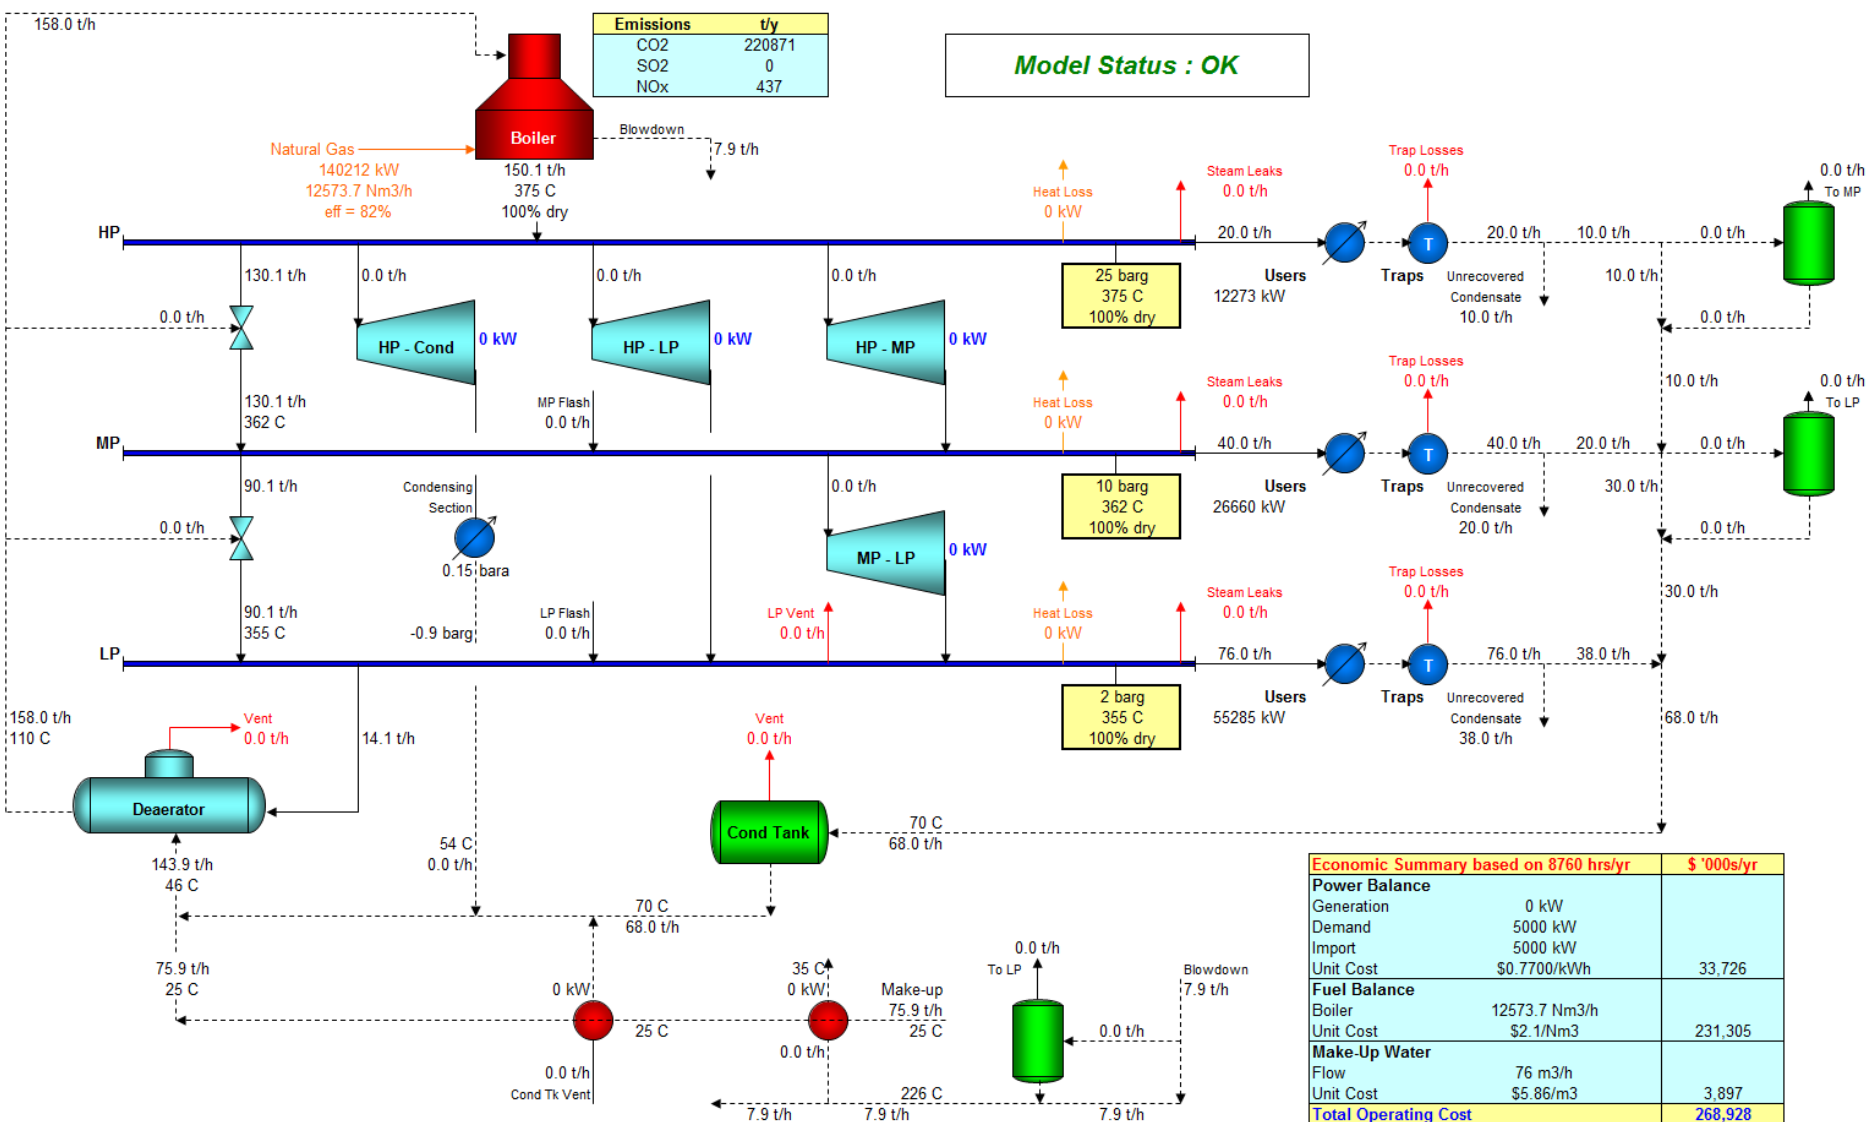 158.0 t/h
Emissions t/y
CO2 220871
SO2 0
NOx 437
Model Status : OK
Boiler
Blowdown
7.9 t/h
Natural Gas
140212 kW
12573.7 Nm3/h
eff = 82%
150.1 t/h
375 C
100% dry
HP
Heat Loss
0 kW
Steam Leaks
0.0 t/h
Trap Losses
0.0 t/h
0.0 t/h
To MP
20.0 t/h
T
20.0 t/h
10.0 t/h
0.0 t/h
130.1 t/h
0.0 t/h
0.0 t/h
0.0 t/h
25 barg
375 C
100% dry
Users
12273 kW
Traps
Unrecovered
Condensate
10.0 t/h
10.0 t/h
0.0 t/h
0.0 t/h
HP - Cond
0 kW
HP - LP
0 kW
HP - MP
0 kW
130.1 t/h
362 C
MP Flash
0.0 t/h
Heat Loss
0 kW
Steam Leaks
0.0 t/h
Trap Losses
0.0 t/h
10.0 t/h
0.0 t/h
To LP
MP
40.0 t/h
T
40.0 t/h
20.0 t/h
0.0 t/h
90.1 t/h
Condensing
Section
0.0 t/h
10 barg
362 C
100% dry
Users
26660 kW
Traps
Unrecovered
Condensate
20.0 t/h
30.0 t/h
0.0 t/h
0.0 t/h
0.15 bara
MP - LP
0 kW
90.1 t/h
355 C
-0.9 barg
LP Flash
0.0 t/h
LP Vent
0.0 t/h
Heat Loss
0 kW
Steam Leaks
0.0 t/h
Trap Losses
0.0 t/h
30.0 t/h
LP
76.0 t/h
T
76.0 t/h
38.0 t/h
2 barg
355 C
100% dry
Users
55285 kW
Traps
Unrecovered
Condensate
38.0 t/h
68.0 t/h
158.0 t/h
110 C
Vent
0.0 t/h
14.1 t/h
Vent
0.0 t/h
Deaerator
Cond Tank
70 C
68.0 t/h
54 C
0.0 t/h
143.9 t/h
46 C
70 C
68.0 t/h
75.9 t/h
25 C
0 kW
25 C
35 C
0 kW
Make-up
75.9 t/h
25 C
0.0 t/h
To LP
Blowdown
7.9 t/h
0.0 t/h
0.0 t/h
0.0 t/h
Cond Tk Vent
226 C
7.9 t/h
7.9 t/h
7.9 t/h
Economic Summary based on 8760 hrs/yr $ '000s/yr
Power Balance
Generation 0 kW
Demand 5000 kW
Import 5000 kW
Unit Cost $0.7700/kWh 33,726
Fuel Balance
Boiler 12573.7 Nm3/h
Unit Cost $2.1/Nm3 231,305
Make-Up Water
Flow 76 m3/h
Unit Cost $5.86/m3 3,897
Total Operating Cost 268,928